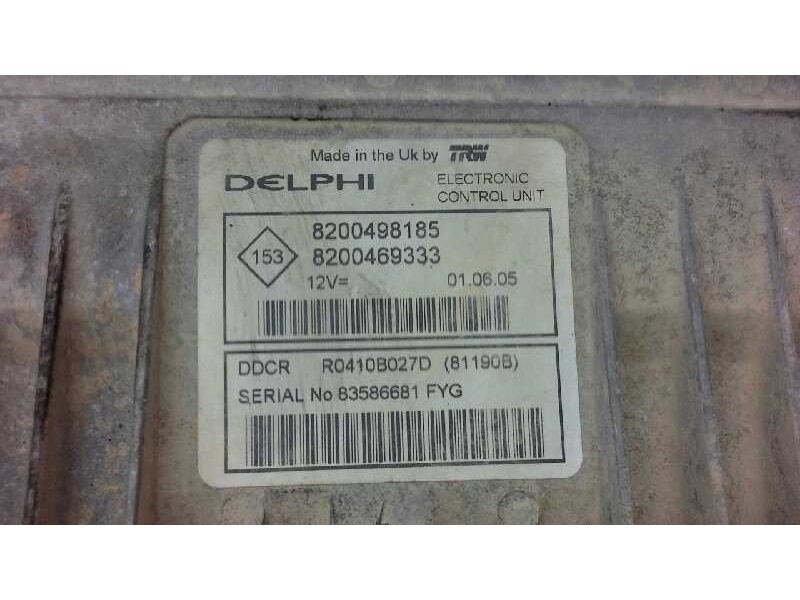 Made in the Uk by TRW
DELPHI
ELECTRONIC
CONTROL UNIT
153
8200498185
8200469333
12V= 01.06.05
DDCR R0410B027D (81190B)
SERIAL No 83586681 FYG